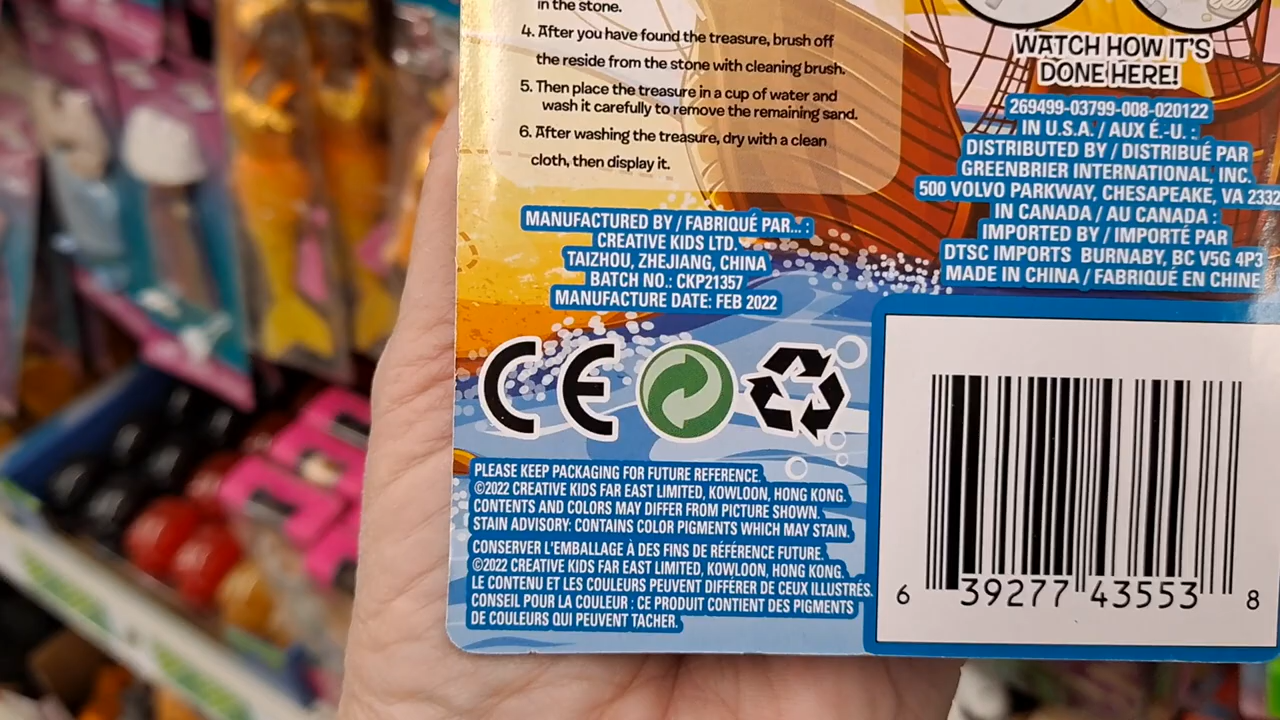 in the stone.
4. After you have found the treasure, brush off
the reside from the stone with cleaning brush.
5. Then place the treasure in a cup of water and
wash it carefully to remove the remaining sand.
6. After washing the treasure, dry with a clean
cloth, then display it.
MANUFACTURED BY / FABRIQUÉ PAR... :
CREATIVE KIDS LTD.
TAIZHOU, ZHEJIANG, CHINA
BATCH NO.: CKP21357
MANUFACTURE DATE: FEB 2022
CE
PLEASE KEEP PACKAGING FOR FUTURE REFERENCE.
©2022 CREATIVE KIDS FAR EAST LIMITED, KOWLOON, HONG KONG.
CONTENTS AND COLORS MAY DIFFER FROM PICTURE SHOWN.
STAIN ADVISORY: CONTAINS COLOR PIGMENTS WHICH MAY STAIN.
CONSERVER L'EMBALLAGE À DES FINS DE RÉFÉRENCE FUTURE.
©2022 CREATIVE KIDS FAR EAST LIMITED, KOWLOON, HONG KONG.
LE CONTENU ET LES COULEURS PEUVENT DIFFÉRER DE CEUX ILLUSTRÉS.
CONSEIL POUR LA COULEUR : CE PRODUIT CONTIENT DES PIGMENTS
DE COULEURS QUI PEUVENT TACHER.
WATCH HOW IT'S
DONE HERE!
269499-03799-008-020122
IN U.S.A. / AUX É.-U. :
DISTRIBUTED BY / DISTRIBUÉ PAR
GREENBRIER INTERNATIONAL, INC.
500 VOLVO PARKWAY, CHESAPEAKE, VA 2332
IN CANADA / AU CANADA :
IMPORTED BY / IMPORTÉ PAR
DTSC IMPORTS BURNABY, BC V5G 4P3
MADE IN CHINA / FABRIQUÉ EN CHINE
6 39277 43553 8